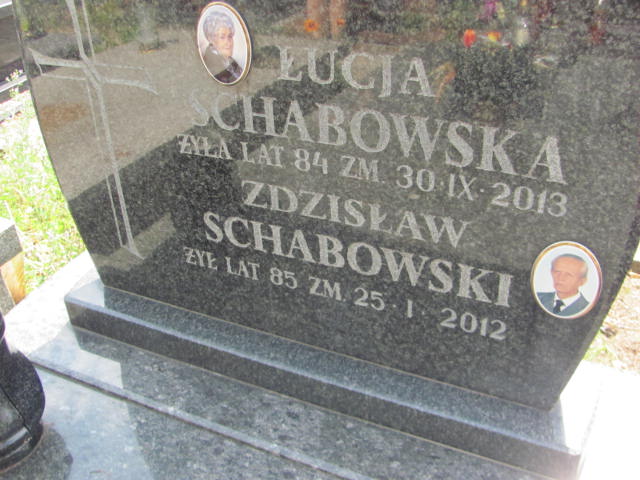 ŁUCJA
SCHABOWSKA
ŻYŁA LAT 84 ZM. 30·IX·2013
ZDZISŁAW
SCHABOWSKI
ŻYŁ LAT 85 ZM. 25·I·2012